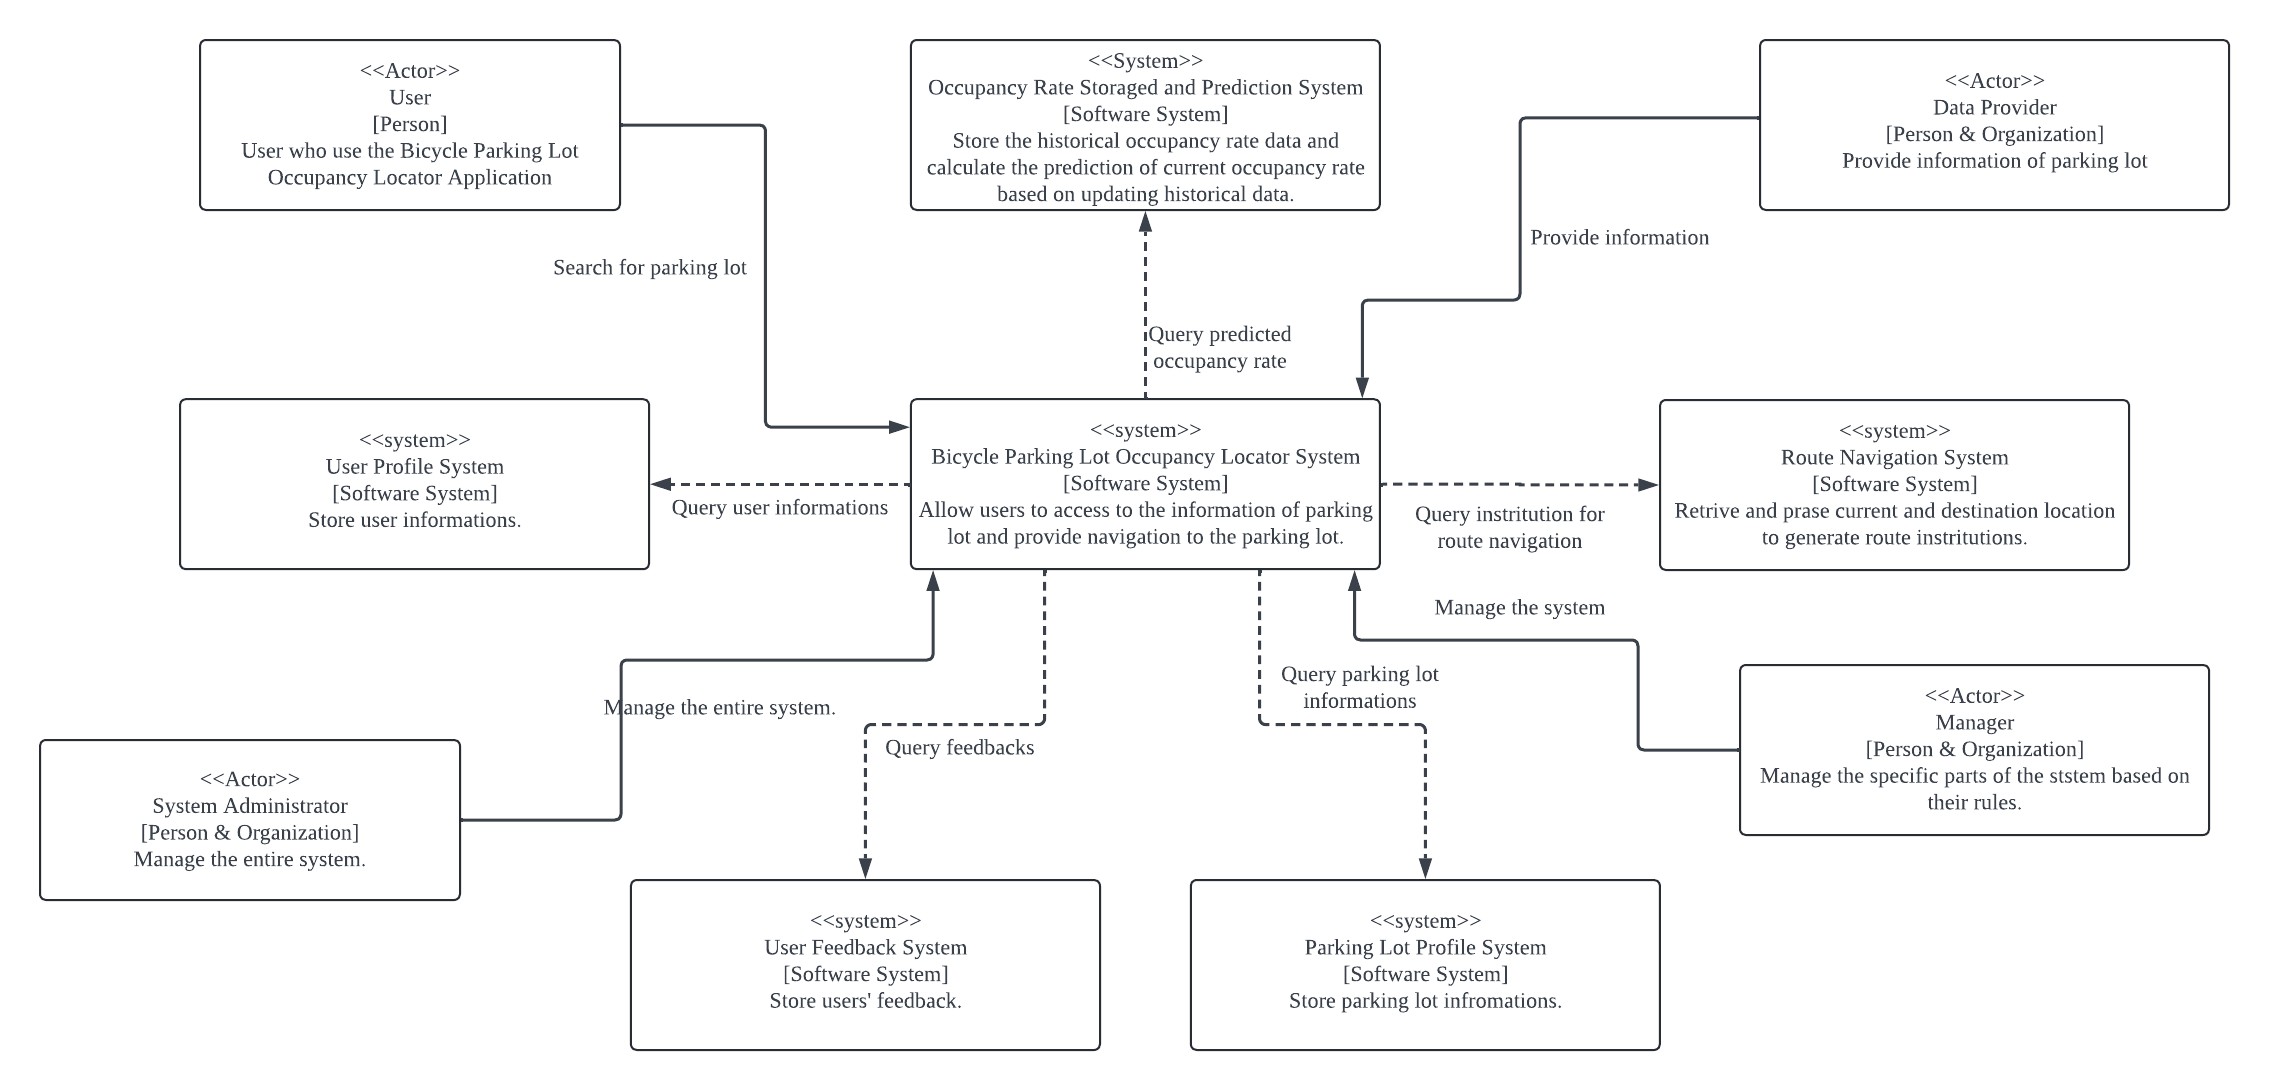 <<Actor>>
User
[Person]
User who use the Bicycle Parking Lot
Occupancy Locator Application
<<System>>
Occupancy Rate Storaged and Prediction System
[Software System]
Store the historical occupancy rate data and
calculate the prediction of current occupancy rate
based on updating historical data.
<<Actor>>
Data Provider
[Person & Organization]
Provide information of parking lot
Search for parking lot
Provide information
Query predicted
occupancy rate
<<system>>
User Profile System
[Software System]
Store user informations.
Query user informations
<<system>>
Bicycle Parking Lot Occupancy Locator System
[Software System]
Allow users to access to the information of parking
lot and provide navigation to the parking lot.
Query instritution for
route navigation
<<system>>
Route Navigation System
[Software System]
Retrive and prase current and destination location
to generate route instritutions.
Manage the system
Manage the entire system.
Query parking lot
informations
Query feedbacks
<<Actor>>
Manager
[Person & Organization]
Manage the specific parts of the ststem based on
their rules.
<<Actor>>
System Administrator
[Person & Organization]
Manage the entire system.
<<system>>
User Feedback System
[Software System]
Store users' feedback.
<<system>>
Parking Lot Profile System
[Software System]
Store parking lot infromations.